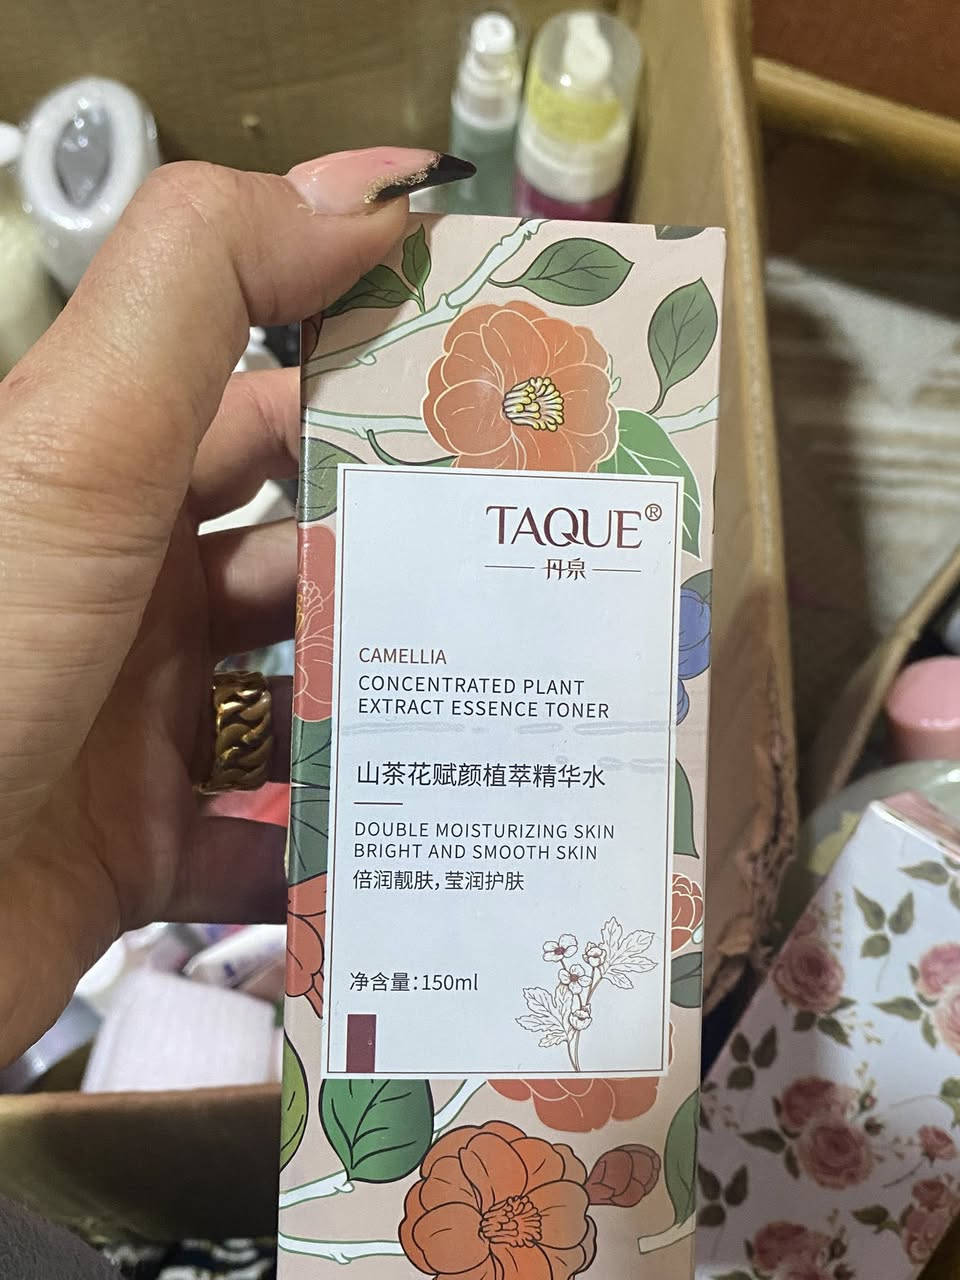 TAQUE®
丹泉
CAMELLIA
CONCENTRATED PLANT
EXTRACT ESSENCE TONER
山茶花赋颜植萃精华水
DOUBLE MOISTURIZING SKIN
BRIGHT AND SMOOTH SKIN
倍润靓肤，莹润护肤
净含量：150ml